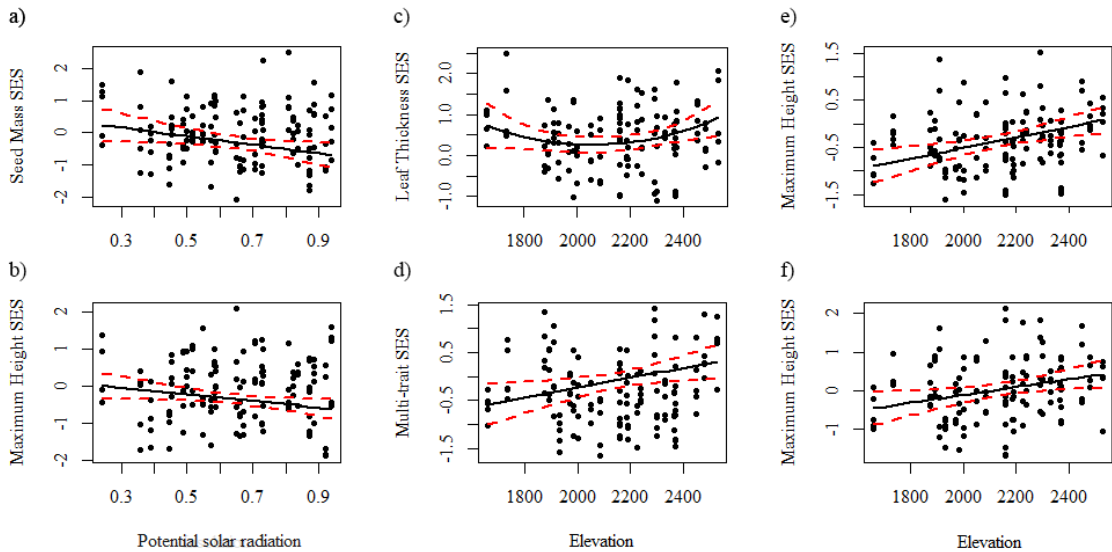 a)
Seed Mass SES
2
1
0
-1
-2
0.3 0.5 0.7 0.9
b)
Maximum Height SES
2
1
0
-1
-2
0.3 0.5 0.7 0.9
Potential solar radiation
c)
Leaf Thickness SES
2.0
1.0
0.0
-1.0
1800 2000 2200 2400
d)
Multi-trait SES
1.5
0.5
-0.5
-1.5
1800 2000 2200 2400
Elevation
e)
Maximum Height SES
1.5
0.5
-0.5
-1.5
1800 2000 2200 2400
f)
Maximum Height SES
2
1
0
-1
1800 2000 2200 2400
Elevation